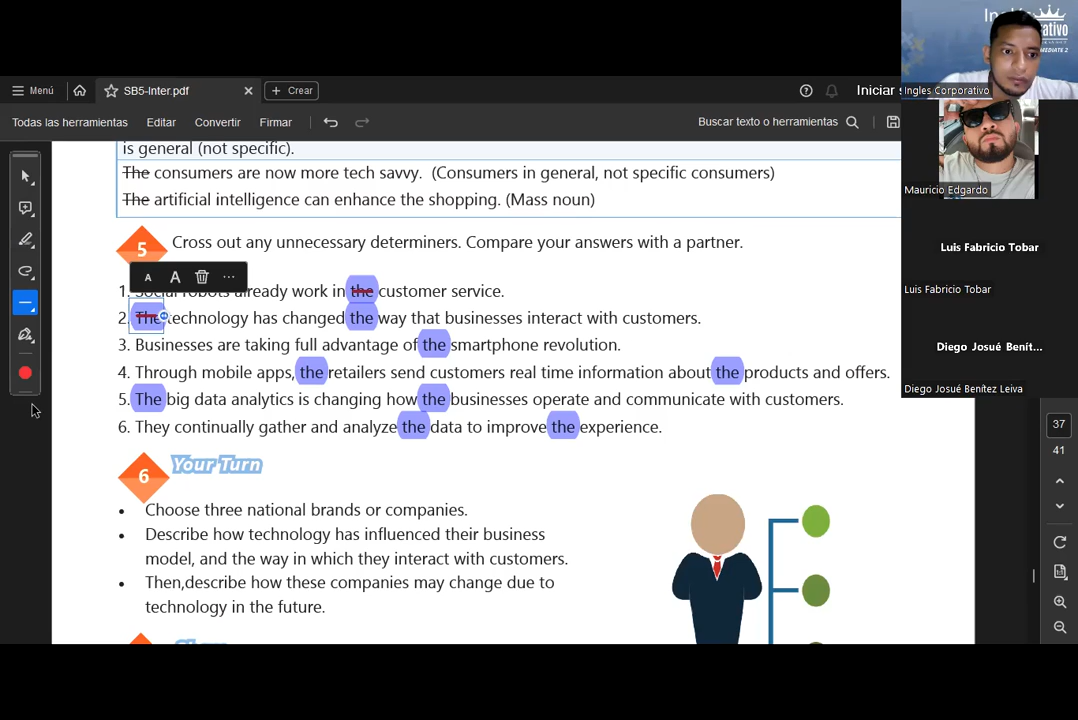 Menú
SB5-Inter.pdf
Crear
Iniciar s
Todas las herramientas
Editar
Convertir
Firmar
Buscar texto o herramientas
is general (not specific).
The consumers are now more tech savvy. (Consumers in general, not specific consumers)
The artificial intelligence can enhance the shopping. (Mass noun)
5 Cross out any unnecessary determiners. Compare your answers with a partner.
A A ...
1. Social robots already work in the customer service.
2. The technology has changed the way that businesses interact with customers.
3. Businesses are taking full advantage of the smartphone revolution.
4. Through mobile apps, the retailers send customers real time information about the products and offers.
5. The big data analytics is changing how the businesses operate and communicate with customers.
6. They continually gather and analyze the data to improve the experience.
6 Your Turn
• Choose three national brands or companies.
• Describe how technology has influenced their business
model, and the way in which they interact with customers.
• Then,describe how these companies may change due to
technology in the future.
37
41
Ingles Corporativo
Mauricio Edgardo
Luis Fabricio Tobar
Luis Fabricio Tobar
Diego Josué Benít...
Diego Josué Benítez Leiva